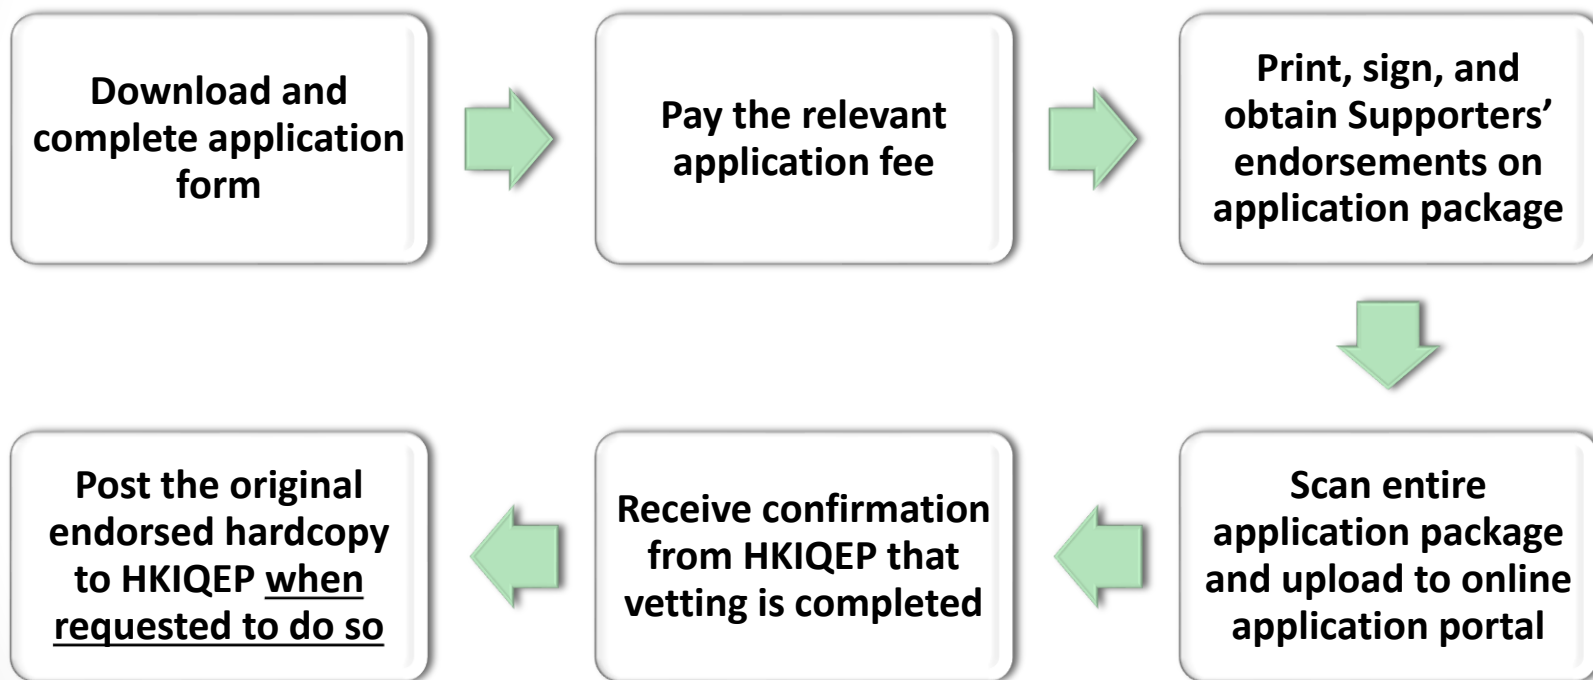 Download and
complete application
form
Pay the relevant
application fee
Print, sign, and
obtain Supporters’
endorsements on
application package
Scan entire
application package
and upload to online
application portal
Receive confirmation
from HKIQEP that
vetting is completed
Post the original
endorsed hardcopy
to HKIQEP when
requested to do so